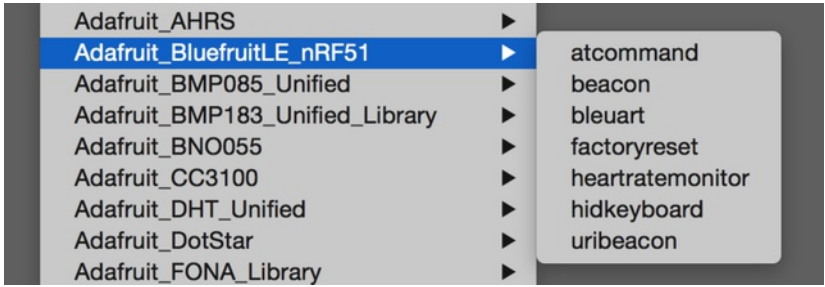 Adafruit_AHRS
Adafruit_BluefruitLE_nRF51
Adafruit_BMP085_Unified
Adafruit_BMP183_Unified_Library
Adafruit_BNO055
Adafruit_CC3100
Adafruit_DHT_Unified
Adafruit_DotStar
Adafruit_FONA_Library
atcommand
beacon
bleuart
factoryreset
heartratemonitor
hidkeyboard
uribeacon